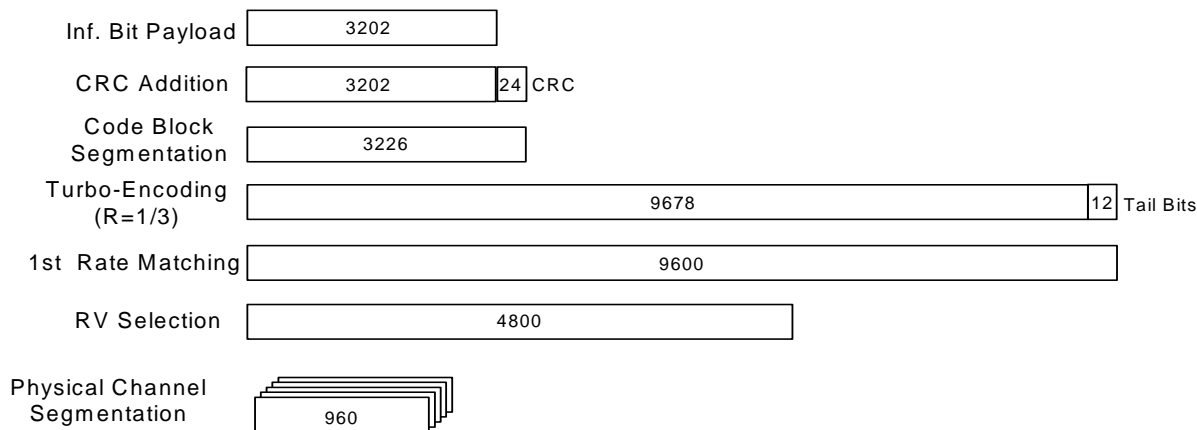 Inf. Bit Payload 3202
CRC Addition 3202 24 CRC
Code Block
Segmentation 3226
Turbo-Encoding
(R=1/3) 9678 12 Tail Bits
1st Rate Matching 9600
RV Selection 4800
Physical Channel
Segmentation 960